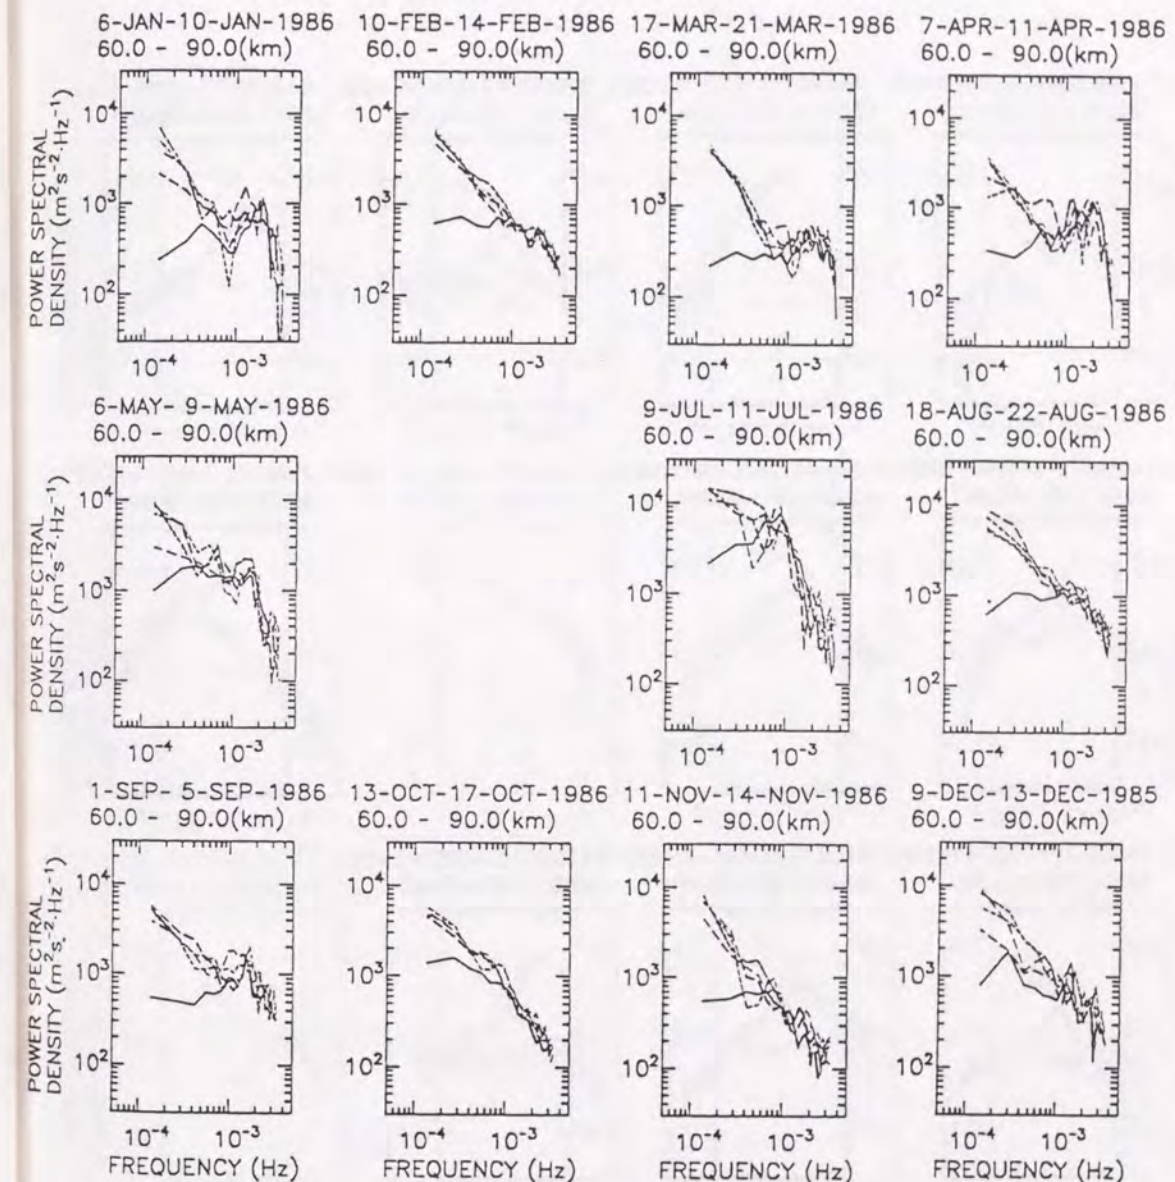 6-JAN-10-JAN-1986
60.0 - 90.0(km)
10-FEB-14-FEB-1986
60.0 - 90.0(km)
17-MAR-21-MAR-1986
60.0 - 90.0(km)
7-APR-11-APR-1986
60.0 - 90.0(km)
POWER SPECTRAL
DENSITY (m²s⁻²·Hz⁻¹)
10⁴
10³
10²
10⁻⁴ 10⁻³
10⁴
10³
10²
10⁻⁴ 10⁻³
10⁴
10³
10²
10⁻⁴ 10⁻³
10⁴
10³
10²
10⁻⁴ 10⁻³
6-MAY- 9-MAY-1986
60.0 - 90.0(km)
9-JUL-11-JUL-1986
60.0 - 90.0(km)
18-AUG-22-AUG-1986
60.0 - 90.0(km)
POWER SPECTRAL
DENSITY (m²s⁻²·Hz⁻¹)
10⁴
10³
10²
10⁻⁴ 10⁻³
10⁴
10³
10²
10⁻⁴ 10⁻³
10⁴
10³
10²
10⁻⁴ 10⁻³
1-SEP- 5-SEP-1986
60.0 - 90.0(km)
13-OCT-17-OCT-1986
60.0 - 90.0(km)
11-NOV-14-NOV-1986
60.0 - 90.0(km)
9-DEC-13-DEC-1985
60.0 - 90.0(km)
POWER SPECTRAL
DENSITY (m²s⁻²·Hz⁻¹)
10⁴
10³
10²
10⁻⁴ 10⁻³
FREQUENCY (Hz)
10⁴
10³
10²
10⁻⁴ 10⁻³
FREQUENCY (Hz)
10⁴
10³
10²
10⁻⁴ 10⁻³
FREQUENCY (Hz)
10⁴
10³
10²
10⁻⁴ 10⁻³
FREQUENCY (Hz)